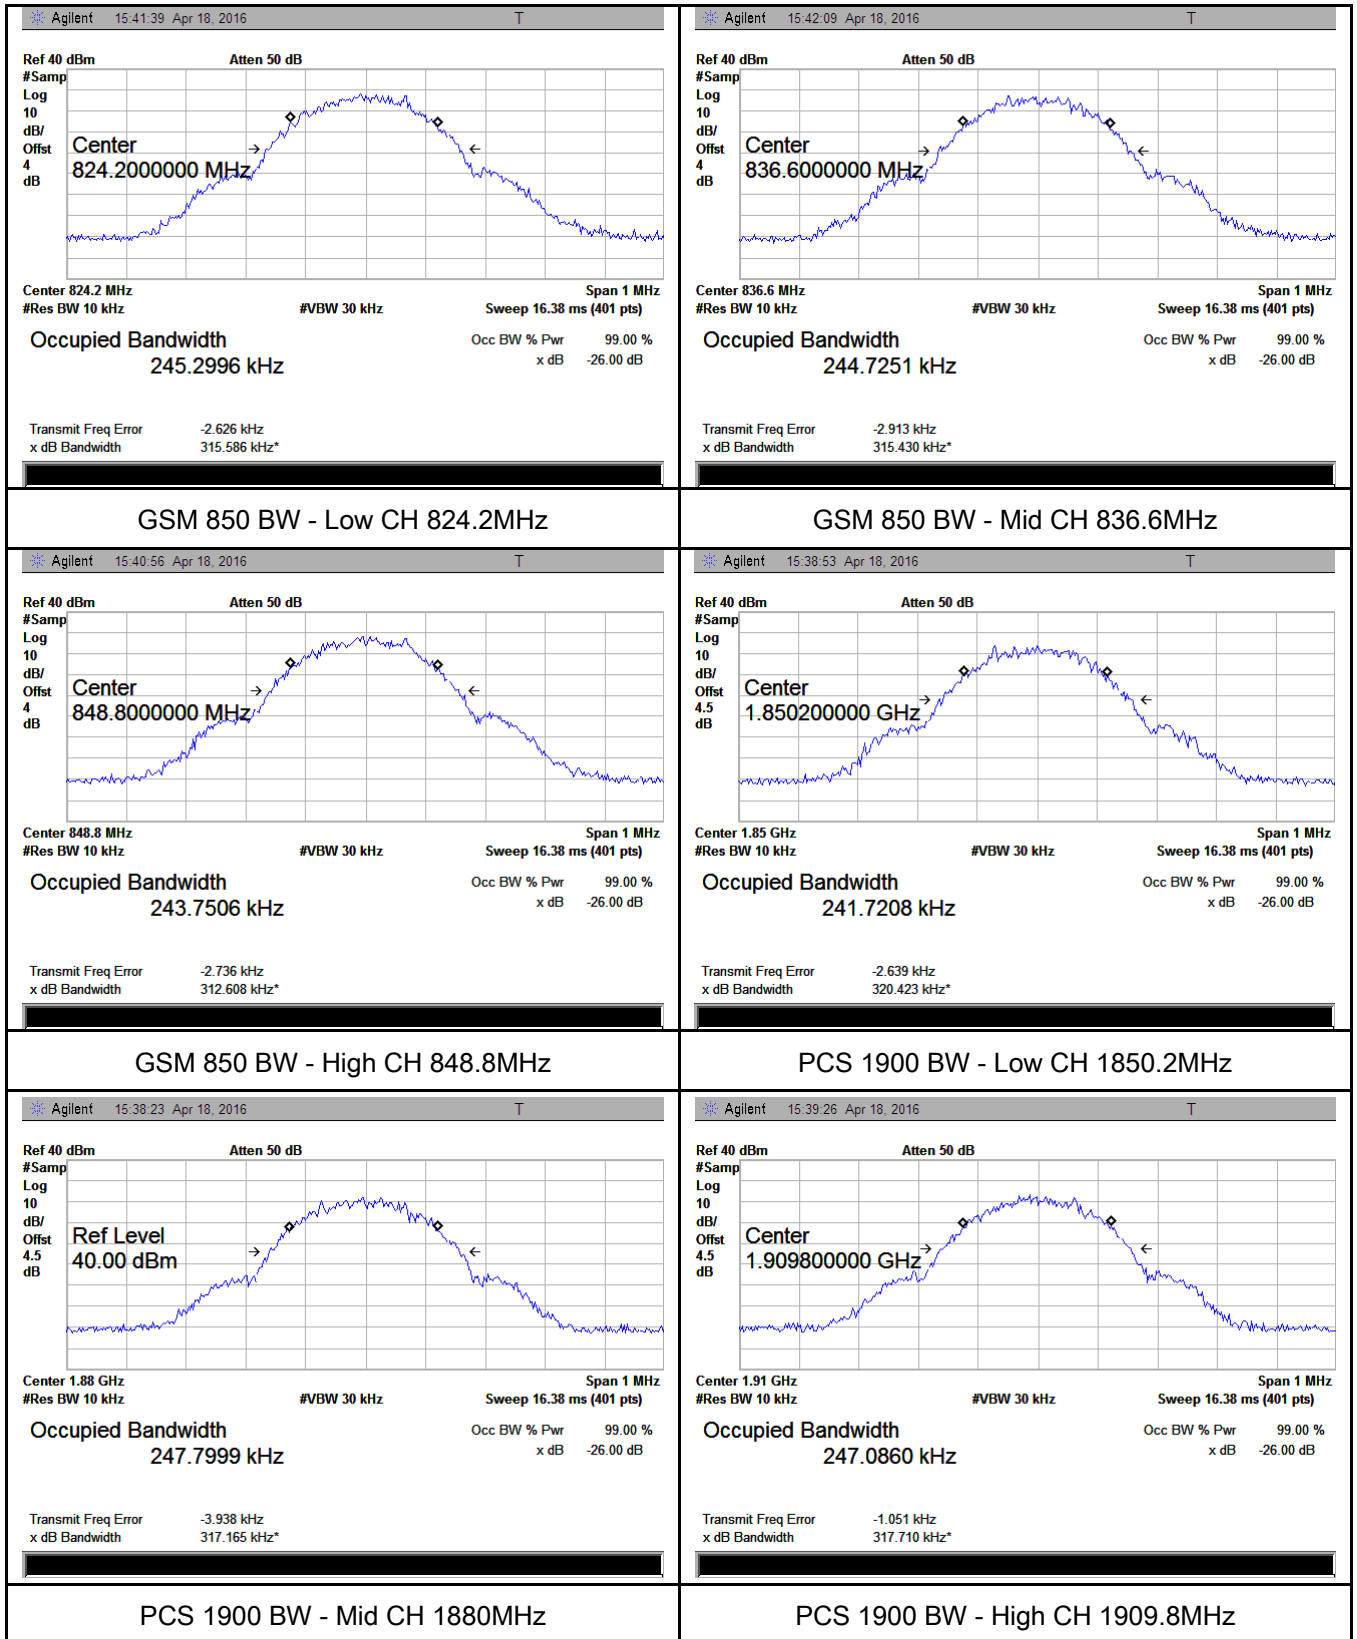 Agilent 15:41:39 Apr 18, 2016 T
Ref 40 dBm Atten 50 dB
#Samp
Log
10
dB/
Offst
4
dB
Center
824.2000000 MHz
Center 824.2 MHz Span 1 MHz
#Res BW 10 kHz #VBW 30 kHz Sweep 16.38 ms (401 pts)
Occupied Bandwidth Occ BW % Pwr 99.00 %
245.2996 kHz x dB -26.00 dB
Transmit Freq Error -2.626 kHz
x dB Bandwidth 315.586 kHz*
GSM 850 BW - Low CH 824.2MHz
Agilent 15:42:09 Apr 18, 2016 T
Ref 40 dBm Atten 50 dB
#Samp
Log
10
dB/
Offst
4
dB
Center
836.6000000 MHz
Center 836.6 MHz Span 1 MHz
#Res BW 10 kHz #VBW 30 kHz Sweep 16.38 ms (401 pts)
Occupied Bandwidth Occ BW % Pwr 99.00 %
244.7251 kHz x dB -26.00 dB
Transmit Freq Error -2.913 kHz
x dB Bandwidth 315.430 kHz*
GSM 850 BW - Mid CH 836.6MHz
Agilent 15:40:56 Apr 18, 2016 T
Ref 40 dBm Atten 50 dB
#Samp
Log
10
dB/
Offst
4
dB
Center
848.8000000 MHz
Center 848.8 MHz Span 1 MHz
#Res BW 10 kHz #VBW 30 kHz Sweep 16.38 ms (401 pts)
Occupied Bandwidth Occ BW % Pwr 99.00 %
243.7506 kHz x dB -26.00 dB
Transmit Freq Error -2.736 kHz
x dB Bandwidth 312.608 kHz*
GSM 850 BW - High CH 848.8MHz
Agilent 15:38:53 Apr 18, 2016 T
Ref 40 dBm Atten 50 dB
#Samp
Log
10
dB/
Offst
4.5
dB
Center
1.850200000 GHz
Center 1.85 GHz Span 1 MHz
#Res BW 10 kHz #VBW 30 kHz Sweep 16.38 ms (401 pts)
Occupied Bandwidth Occ BW % Pwr 99.00 %
241.7208 kHz x dB -26.00 dB
Transmit Freq Error -2.639 kHz
x dB Bandwidth 320.423 kHz*
PCS 1900 BW - Low CH 1850.2MHz
Agilent 15:38:23 Apr 18, 2016 T
Ref 40 dBm Atten 50 dB
#Samp
Log
10
dB/
Offst
4.5
dB
Ref Level
40.00 dBm
Center 1.88 GHz Span 1 MHz
#Res BW 10 kHz #VBW 30 kHz Sweep 16.38 ms (401 pts)
Occupied Bandwidth Occ BW % Pwr 99.00 %
247.7999 kHz x dB -26.00 dB
Transmit Freq Error -3.938 kHz
x dB Bandwidth 317.165 kHz*
PCS 1900 BW - Mid CH 1880MHz
Agilent 15:39:26 Apr 18, 2016 T
Ref 40 dBm Atten 50 dB
#Samp
Log
10
dB/
Offst
4.5
dB
Center
1.909800000 GHz
Center 1.91 GHz Span 1 MHz
#Res BW 10 kHz #VBW 30 kHz Sweep 16.38 ms (401 pts)
Occupied Bandwidth Occ BW % Pwr 99.00 %
247.0860 kHz x dB -26.00 dB
Transmit Freq Error -1.051 kHz
x dB Bandwidth 317.710 kHz*
PCS 1900 BW - High CH 1909.8MHz